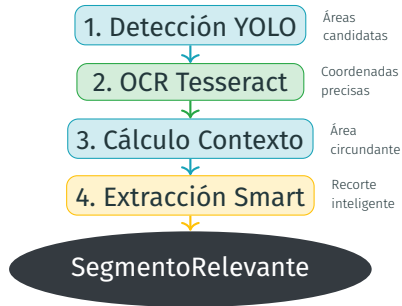 1. Detección YOLO
Áreas
candidatas
2. OCR Tesseract
Coordenadas
precisas
3. Cálculo Contexto
Área
circundante
4. Extracción Smart
Recorte
inteligente
SegmentoRelevante